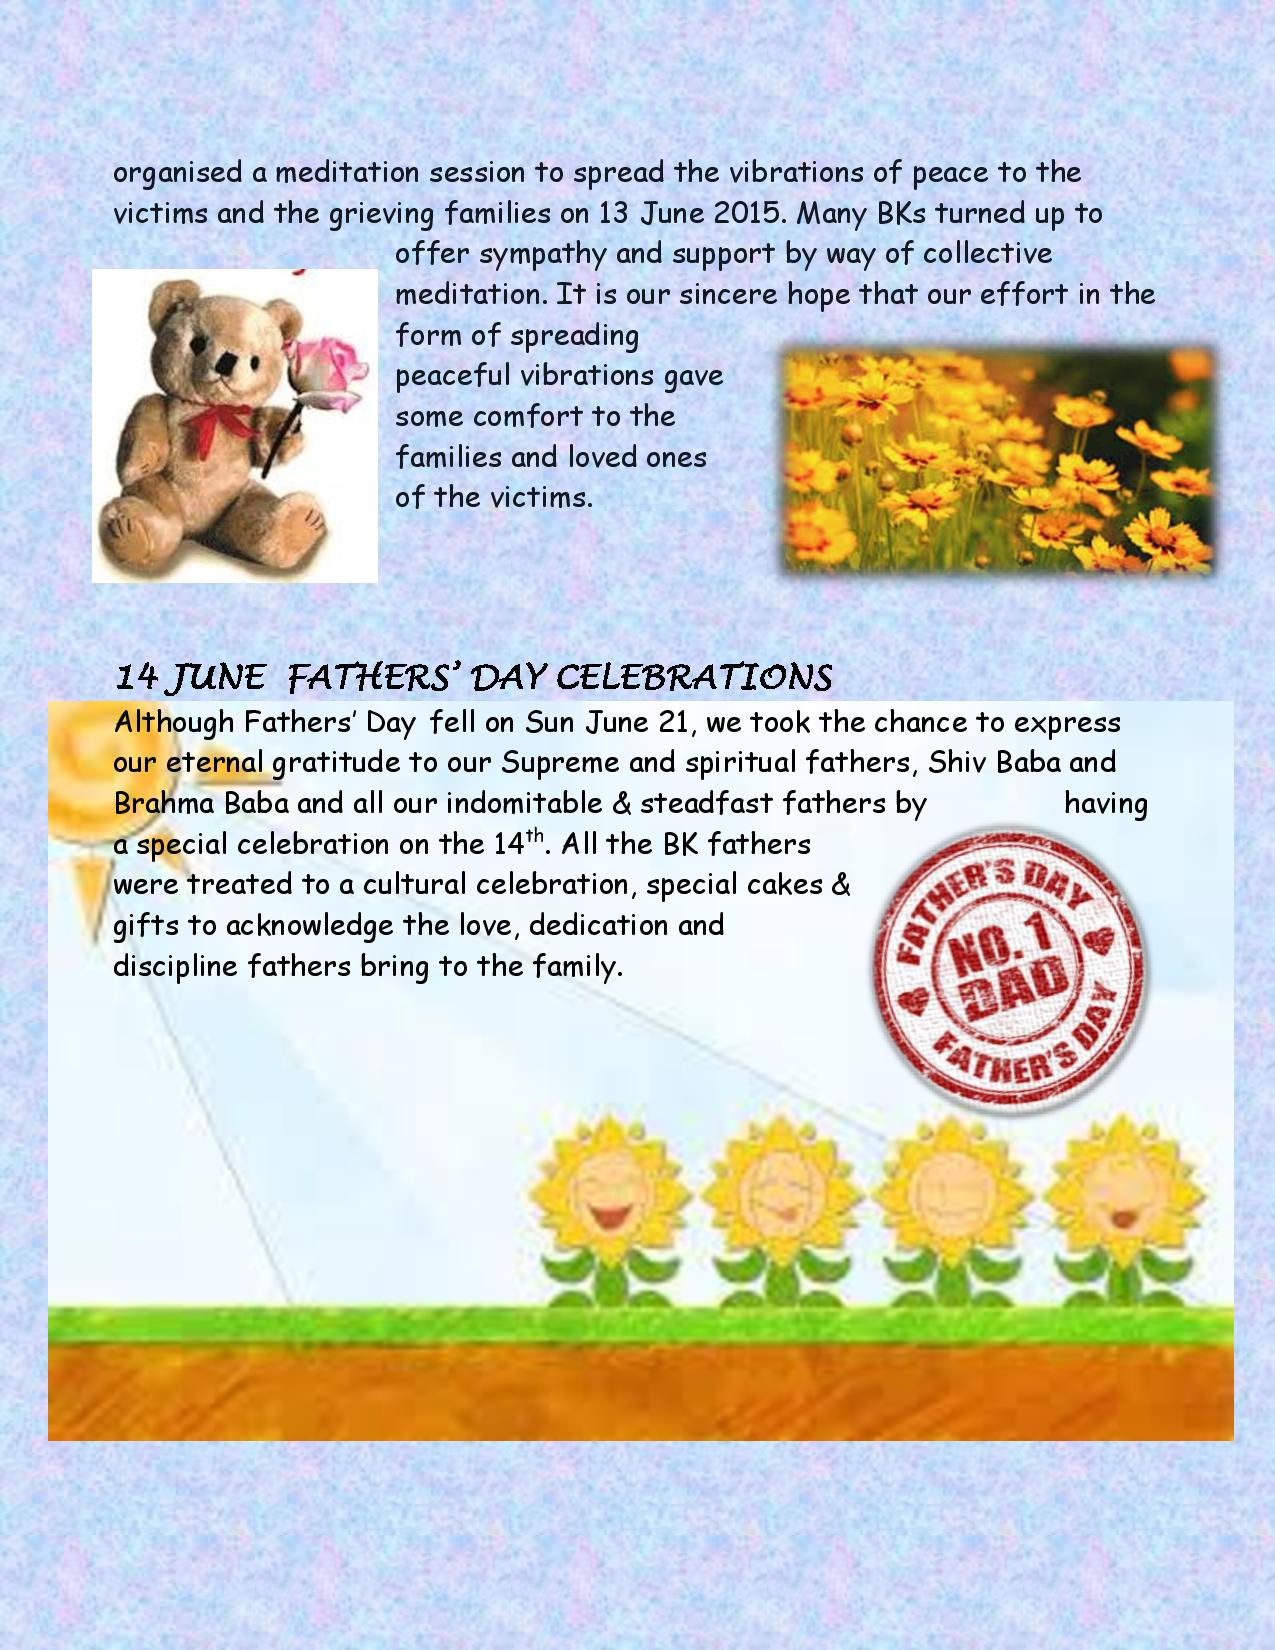 organised a meditation session to spread the vibrations of peace to the
victims and the grieving families on 13 June 2015. Many BKs turned up to
offer sympathy and support by way of collective
meditation. It is our sincere hope that our effort in the
form of spreading
peaceful vibrations gave
some comfort to the
families and loved ones
of the victims.
14 JUNE FATHERS’ DAY CELEBRATIONS
Although Fathers’ Day fell on Sun June 21, we took the chance to express
our eternal gratitude to our Supreme and spiritual fathers, Shiv Baba and
Brahma Baba and all our indomitable & steadfast fathers by having
a special celebration on the 14th. All the BK fathers
were treated to a cultural celebration, special cakes &
gifts to acknowledge the love, dedication and
discipline fathers bring to the family.
FATHER'S DAY
NO. 1
DAD
FATHER'S DAY